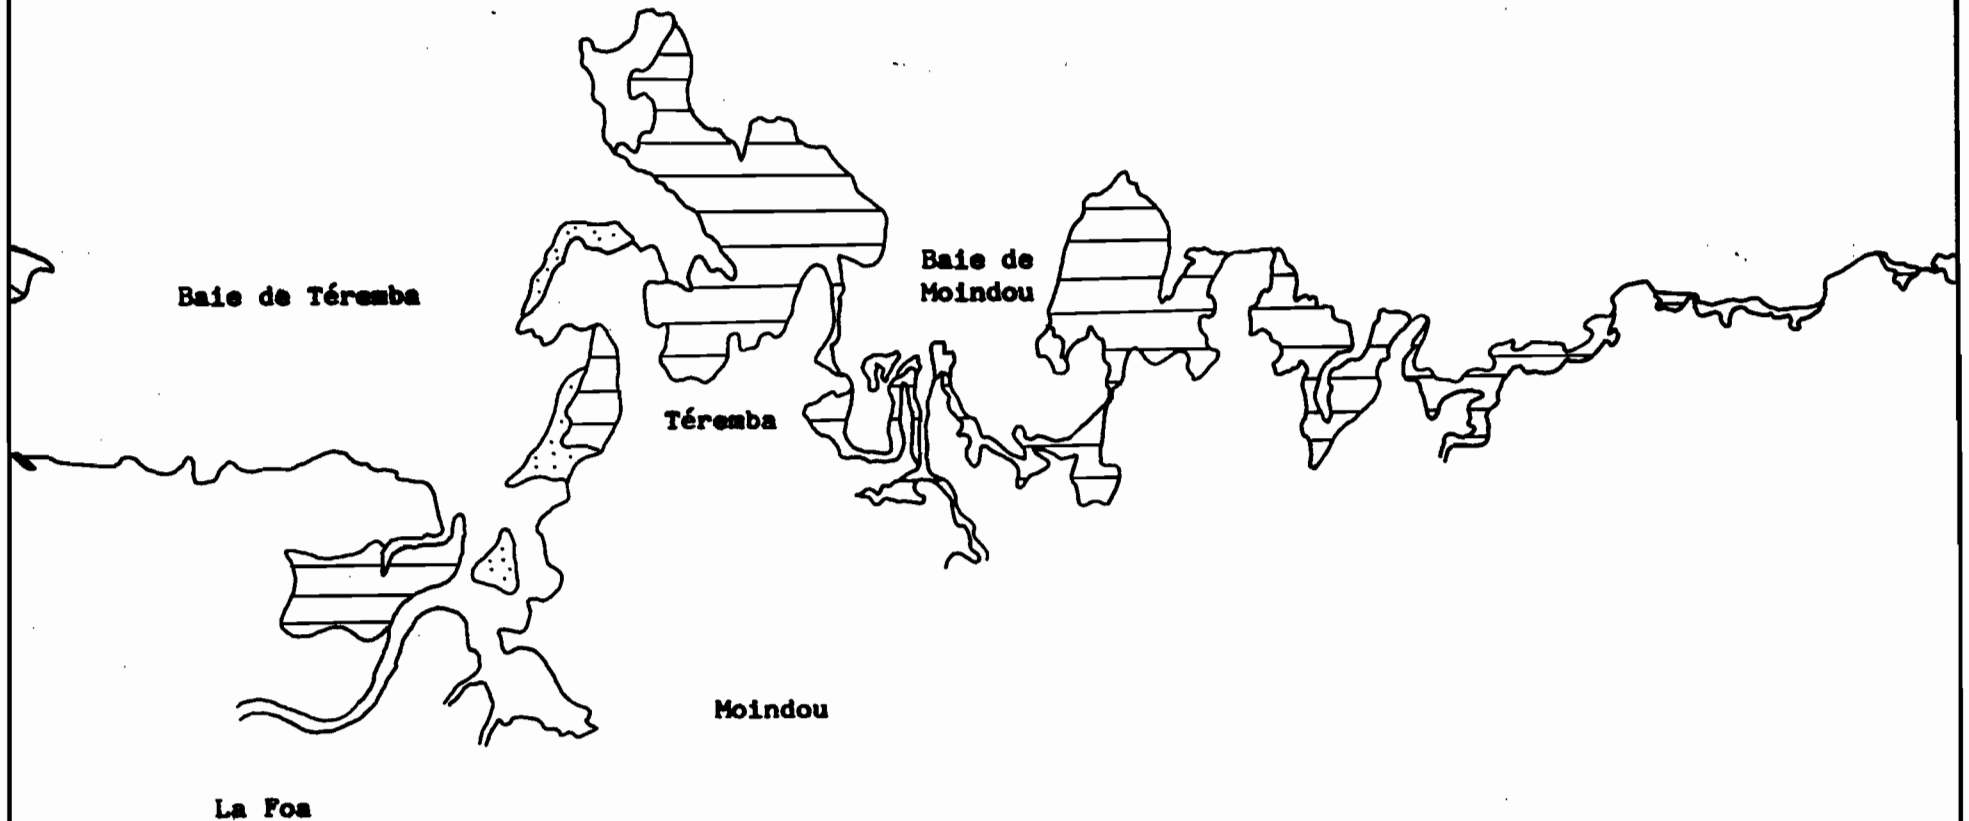 Baie de
Moindou
Baie de Téremba
Téremba
Moindou
La Foa